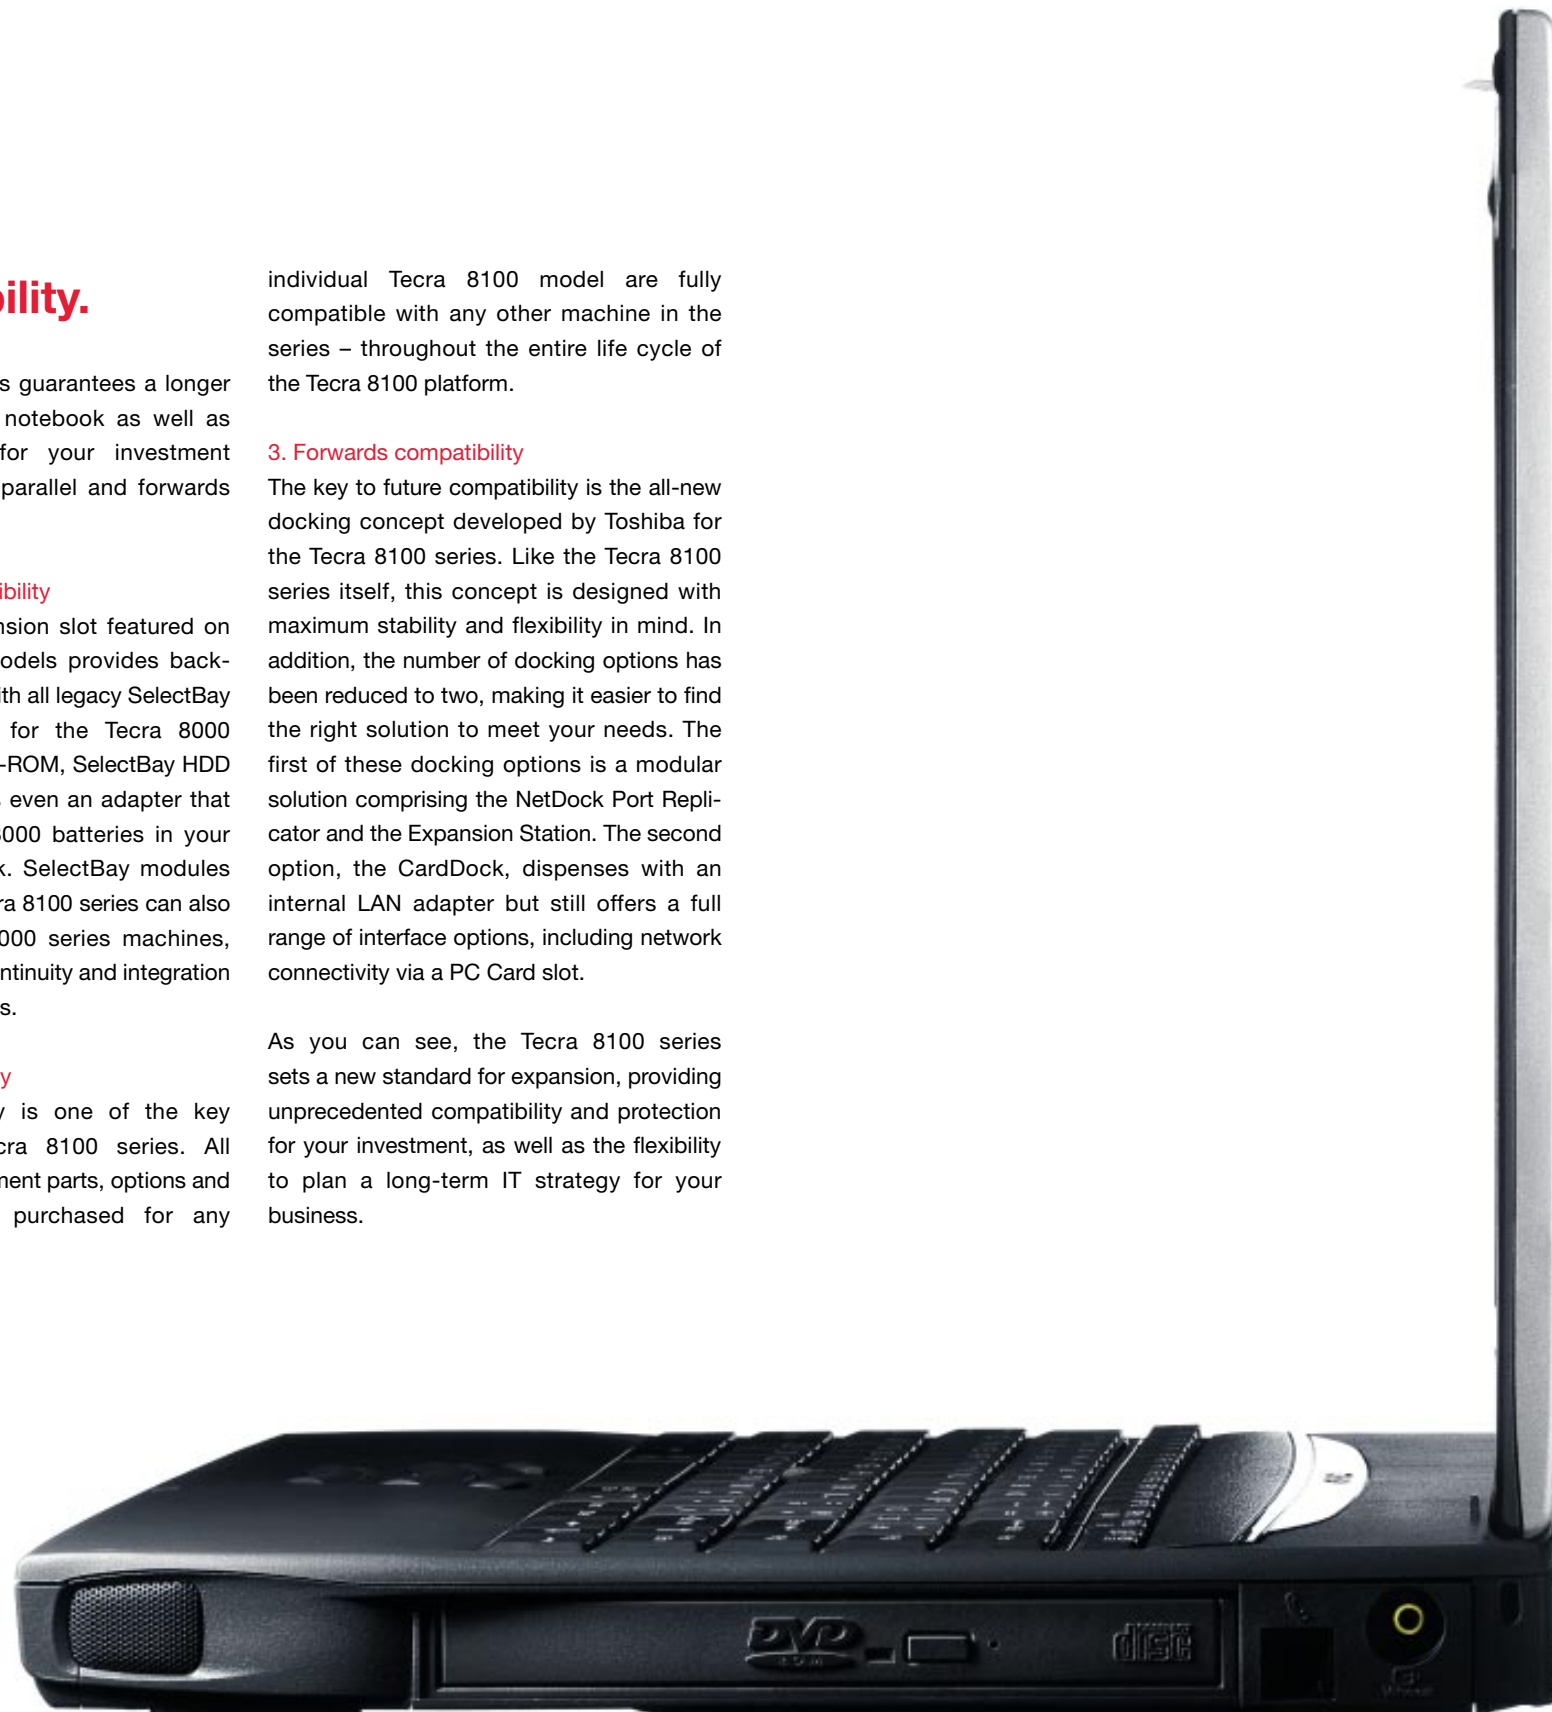 bility.
s guarantees a longer
notebook as well as
for your investment
parallel and forwards
ibility
nsion slot featured on
odels provides back-
ith all legacy SelectBay
for the Tecra 8000
-ROM, SelectBay HDD
even an adapter that
8000 batteries in your
k. SelectBay modules
ra 8100 series can also
000 series machines,
ntinuity and integration
s.
y
y is one of the key
cra 8100 series. All
ment parts, options and
purchased for any
individual Tecra 8100 model are fully
compatible with any other machine in the
series – throughout the entire life cycle of
the Tecra 8100 platform.
3. Forwards compatibility
The key to future compatibility is the all-new
docking concept developed by Toshiba for
the Tecra 8100 series. Like the Tecra 8100
series itself, this concept is designed with
maximum stability and flexibility in mind. In
addition, the number of docking options has
been reduced to two, making it easier to find
the right solution to meet your needs. The
first of these docking options is a modular
solution comprising the NetDock Port Repli-
cator and the Expansion Station. The second
option, the CardDock, dispenses with an
internal LAN adapter but still offers a full
range of interface options, including network
connectivity via a PC Card slot.
As you can see, the Tecra 8100 series
sets a new standard for expansion, providing
unprecedented compatibility and protection
for your investment, as well as the flexibility
to plan a long-term IT strategy for your
business.
DVD
ROM
disc